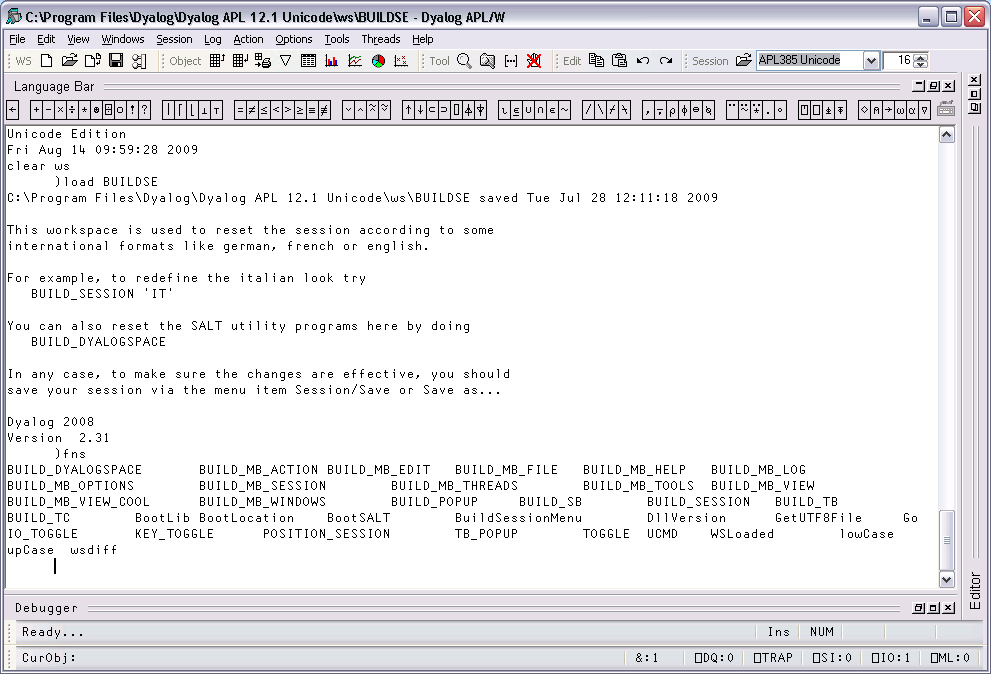 C:\Program Files\Dyalog\Dyalog APL 12.1 Unicode\ws\BUILDSE - Dyalog APL/W
File Edit View Windows Session Log Action Options Tools Threads Help
WS Object Tool Edit Session APL385 Unicode 16
Language Bar
Unicode Edition
Fri Aug 14 09:59:28 2009
clear ws
)load BUILDSE
C:\Program Files\Dyalog\Dyalog APL 12.1 Unicode\ws\BUILDSE saved Tue Jul 28 12:11:18 2009
This workspace is used to reset the session according to some
international formats like german, french or english.
For example, to redefine the italian look try
BUILD_SESSION 'IT'
You can also reset the SALT utility programs here by doing
BUILD_DYALOGSPACE
In any case, to make sure the changes are effective, you should
save your session via the menu item Session/Save or Save as...
Dyalog 2008
Version  2.31
)fns
BUILD_DYALOGSPACE BUILD_MB_ACTION BUILD_MB_EDIT BUILD_MB_FILE BUILD_MB_HELP BUILD_MB_LOG
BUILD_MB_OPTIONS BUILD_MB_SESSION BUILD_MB_THREADS BUILD_MB_TOOLS BUILD_MB_VIEW
BUILD_MB_VIEW_COOL BUILD_MB_WINDOWS BUILD_POPUP BUILD_SB BUILD_SESSION BUILD_TB
BUILD_TC BootLib BootLocation BootSALT BuildSessionMenu DllVersion GetUTF8File Go
IO_TOGGLE KEY_TOGGLE POSITION_SESSION TB_POPUP TOGGLE UCMD WSLoaded lowCase
upCase wsdiff
Editor
Debugger
Ready... Ins NUM
CurObj: &:1 ⎕DQ:0 ⎕TRAP ⎕SI:0 ⎕IO:1 ⎕ML:0